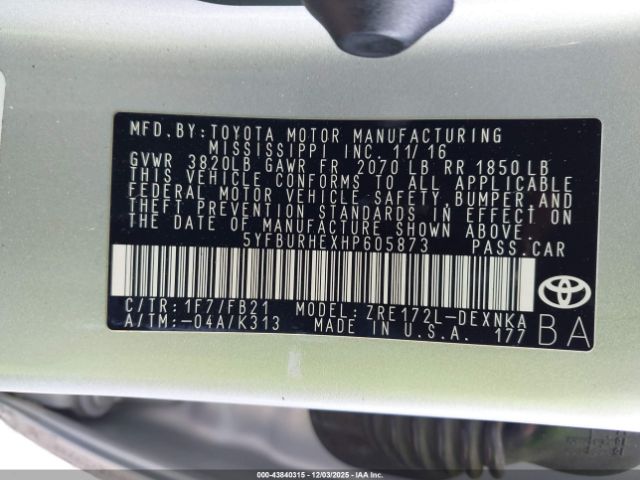 MFD. BY: TOYOTA MOTOR MANUFACTURING
MISSISSIPPI INC. 11/16
GVWR 3820LB GAWR FR 2070 LB RR 1850 LB
THIS VEHICLE CONFORMS TO ALL APPLICABLE
FEDERAL MOTOR VEHICLE SAFETY, BUMPER, AND
THEFT PREVENTION STANDARDS IN EFFECT ON
THE DATE OF MANUFACTURE SHOWN ABOVE.
5YFBURHEXHP605873 PASS. CAR
C/TR: 1F7/FB21 MODEL: ZRE172L-DEXNKA
A/TM: -04A/K313 MADE IN U.S.A. 177
BA
000-43840315 - 12/03/2025 - IAA Inc.